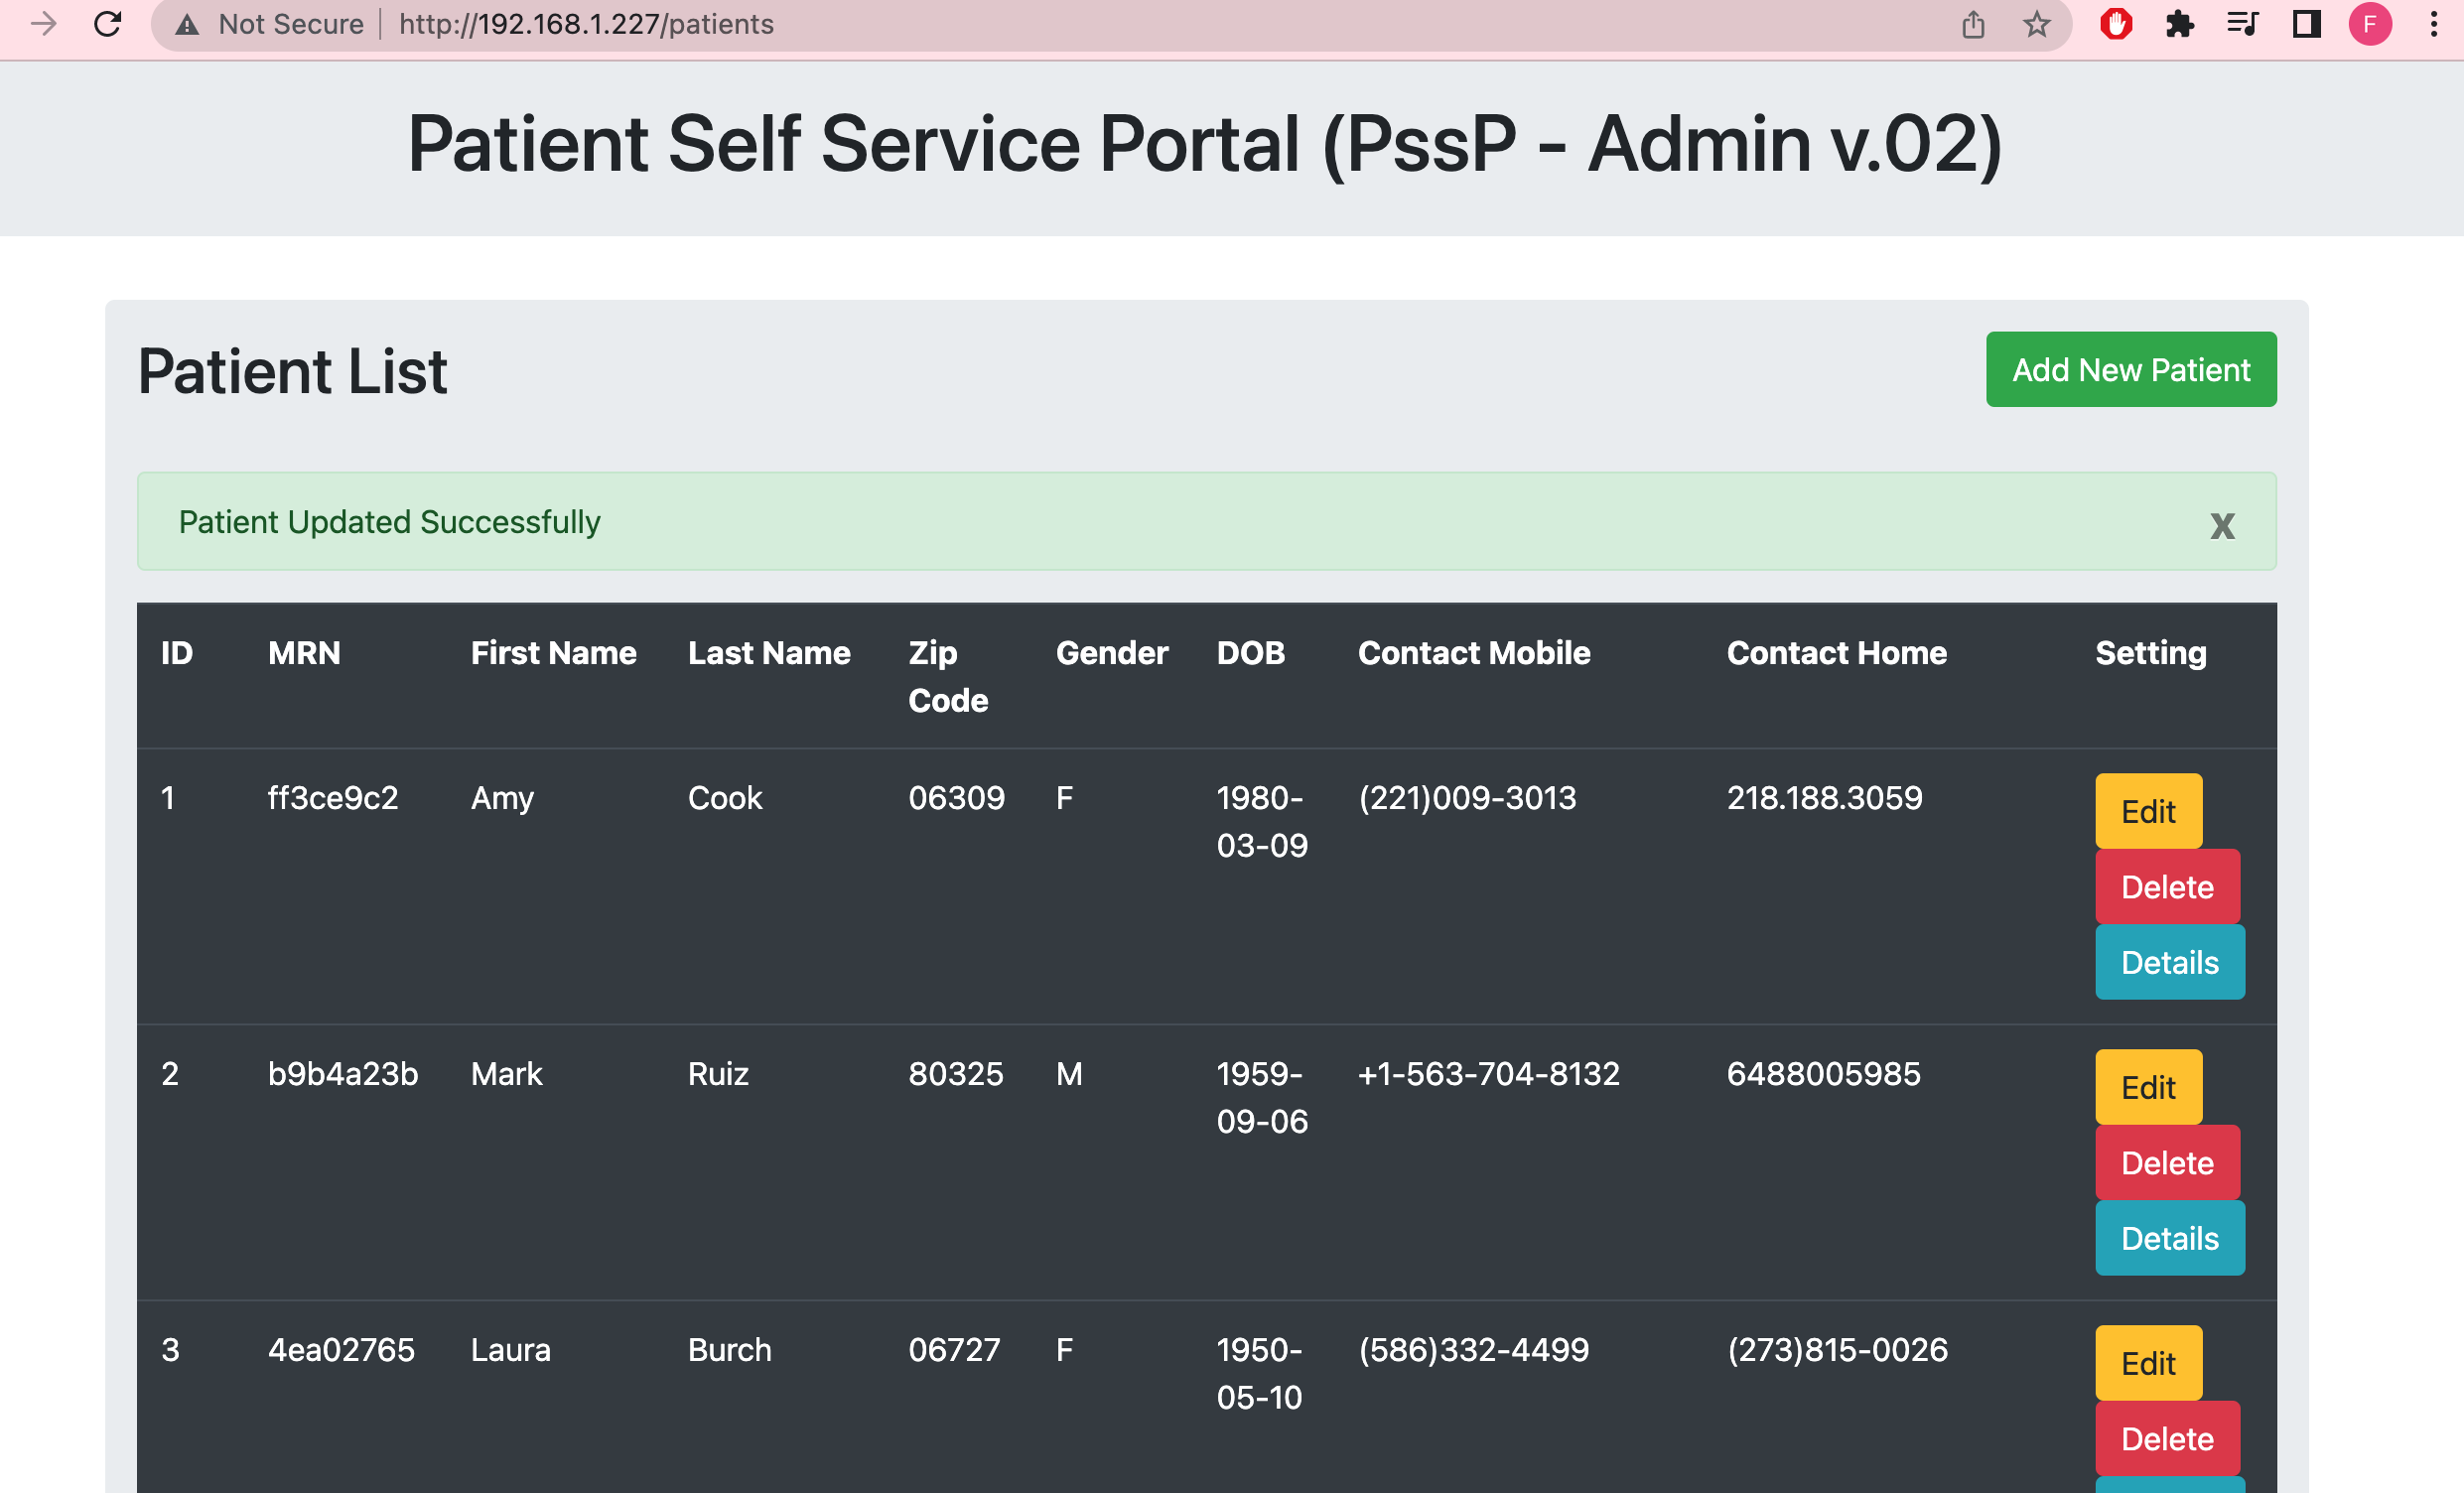 Not Secure | http://192.168.1.227/patients
F
Patient Self Service Portal (PssP - Admin v.02)
Patient List
Add New Patient
Patient Updated Successfully
x
ID MRN First Name Last Name Zip Code Gender DOB Contact Mobile Contact Home Setting
1 ff3ce9c2 Amy Cook 06309 F 1980-03-09 (221)009-3013 218.188.3059
Edit
Delete
Details
2 b9b4a23b Mark Ruiz 80325 M 1959-09-06 +1-563-704-8132 6488005985
Edit
Delete
Details
3 4ea02765 Laura Burch 06727 F 1950-05-10 (586)332-4499 (273)815-0026
Edit
Delete